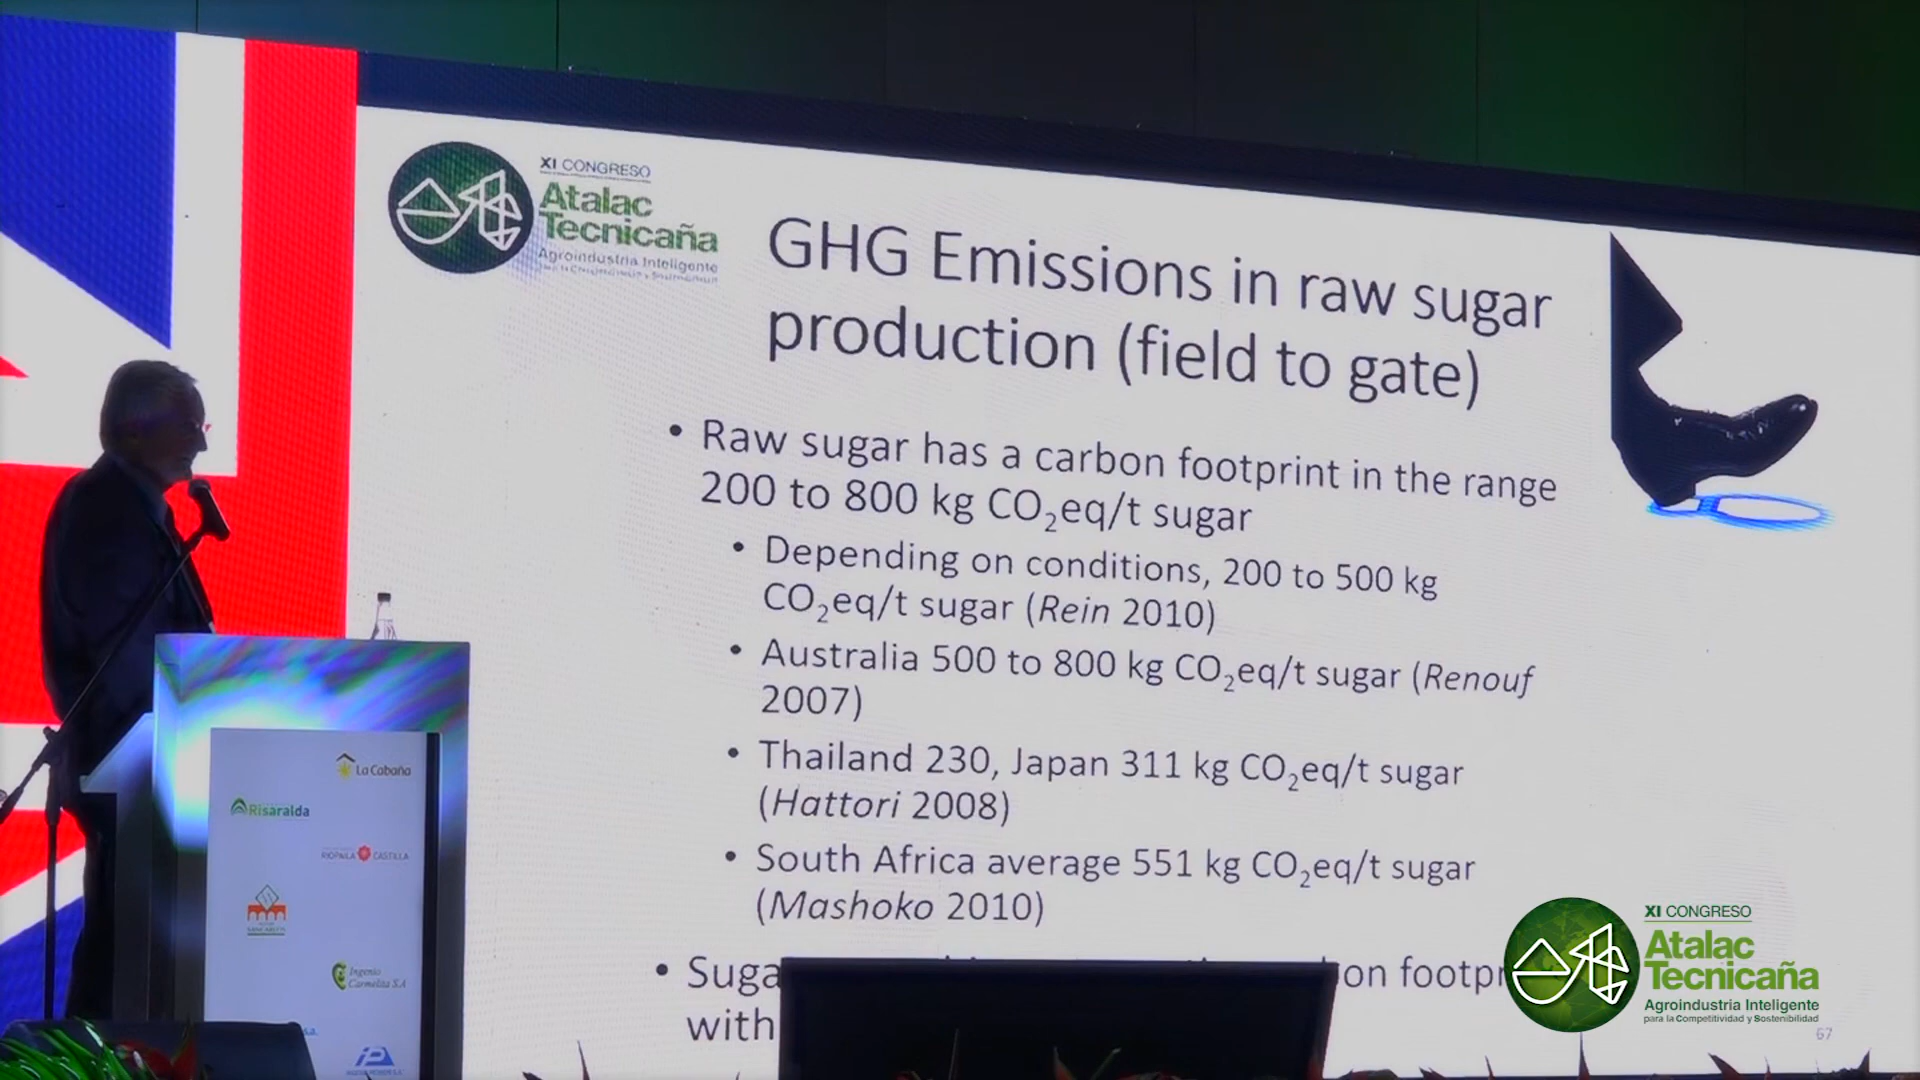 XI CONGRESO
Atalac
Tecnicaña
Agroindustria Inteligente
GHG Emissions in raw sugar
production (field to gate)
• Raw sugar has a carbon footprint in the range
200 to 800 kg CO₂eq/t sugar
• Depending on conditions, 200 to 500 kg
CO₂eq/t sugar (Rein 2010)
• Australia 500 to 800 kg CO₂eq/t sugar (Renouf
2007)
• Thailand 230, Japan 311 kg CO₂eq/t sugar
(Hattori 2008)
• South Africa average 551 kg CO₂eq/t sugar
(Mashoko 2010)
• Suga
on footpr
with
67
La Cabaña
Risaralda
RIOPAILA CASTILLA
Ingenio
Carmelita S.A
XI CONGRESO
Atalac
Tecnicaña
Agroindustria Inteligente
para la Competitividad y Sostenibilidad